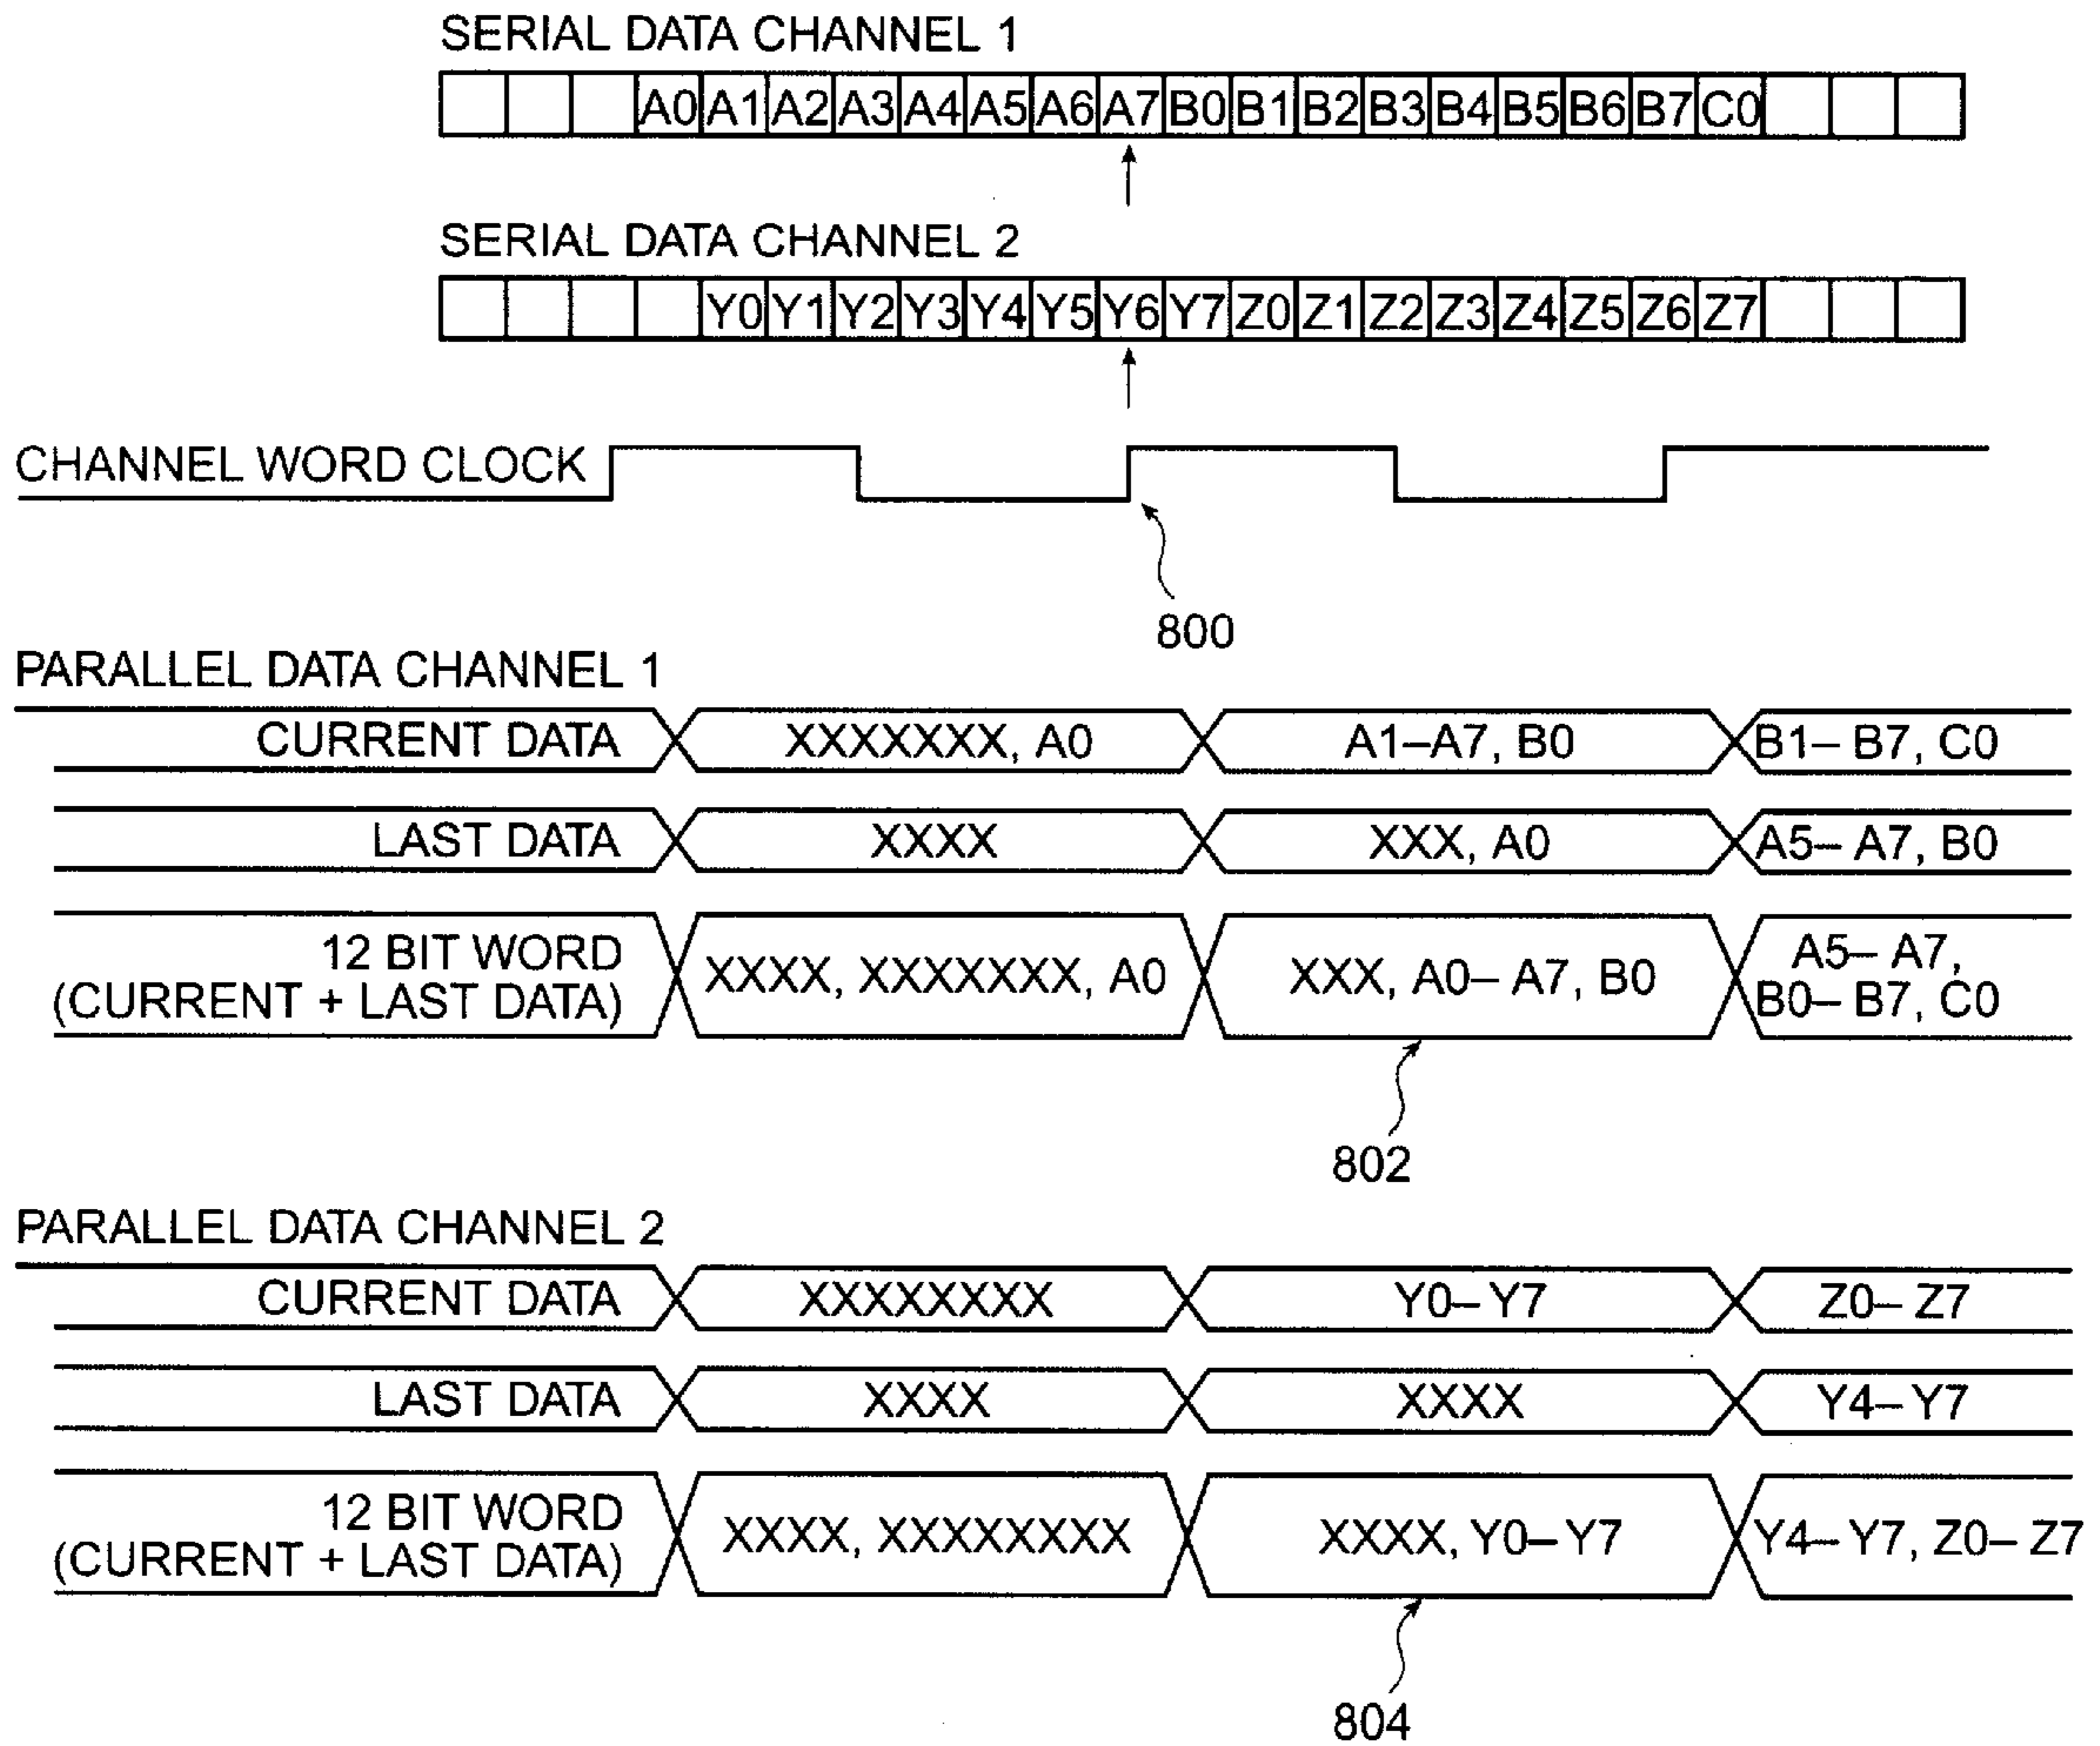 SERIAL DATA CHANNEL 1
A0 A1 A2 A3 A4 A5 A6 A7 B0 B1 B2 B3 B4 B5 B6 B7 C0
SERIAL DATA CHANNEL 2
Y0 Y1 Y2 Y3 Y4 Y5 Y6 Y7 Z0 Z1 Z2 Z3 Z4 Z5 Z6 Z7
CHANNEL WORD CLOCK
800
PARALLEL DATA CHANNEL 1
CURRENT DATA XXXXXXX, A0 A1–A7, B0 B1–B7, C0
LAST DATA XXXX XXX, A0 A5–A7, B0
12 BIT WORD
(CURRENT + LAST DATA)
XXXX, XXXXXXX, A0
XXX, A0–A7, B0
A5–A7,
B0–B7, C0
802
PARALLEL DATA CHANNEL 2
CURRENT DATA XXXXXXXX Y0–Y7 Z0–Z7
LAST DATA XXXX XXXX Y4–Y7
12 BIT WORD
(CURRENT + LAST DATA)
XXXX, XXXXXXXX
XXXX, Y0–Y7
Y4–Y7, Z0–Z7
804